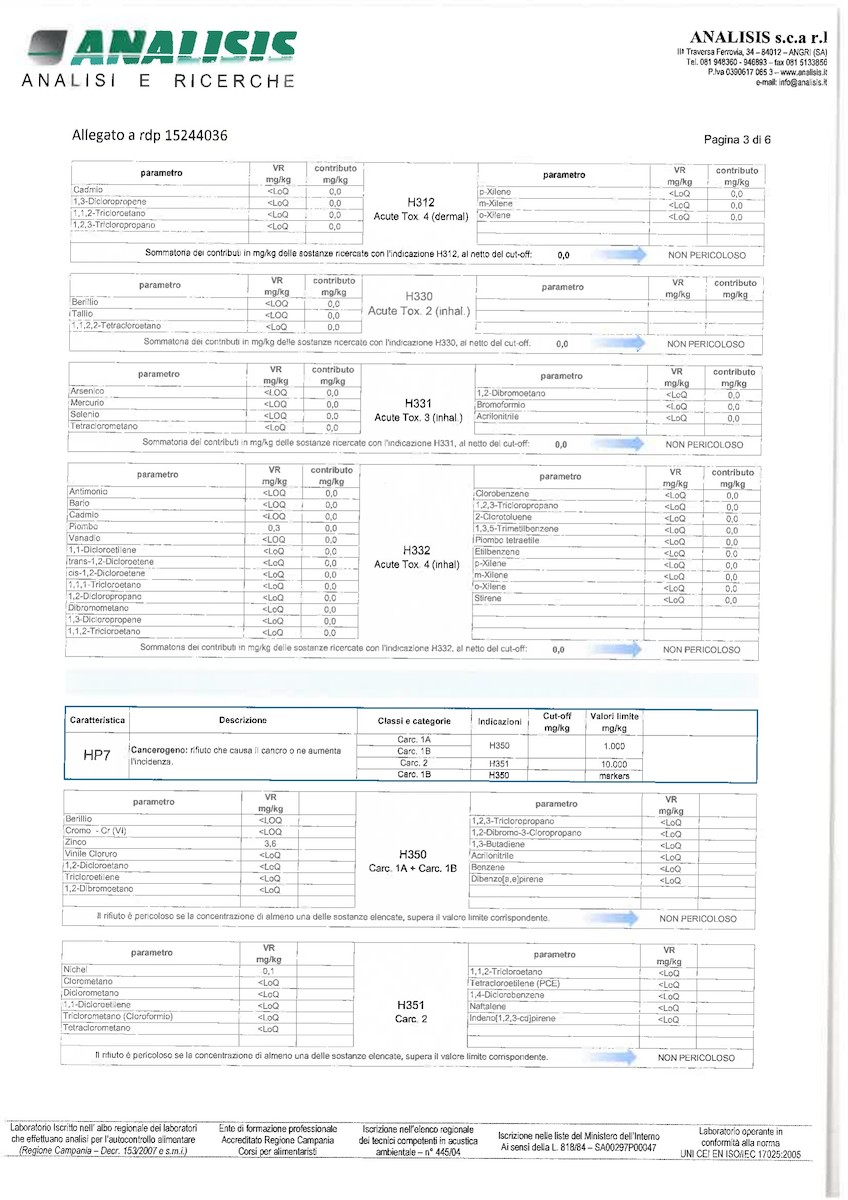 ANALISIS
ANALISI E RICERCHE
ANALISIS s.c.a r.l
IIª Traversa Ferrovia, 34 – 84012 – ANGRI (SA)
Tel. 081 948360 - 946893 – fax 081 5133856
P.Iva 0390617 065 3 – www.analisis.it
e-mail: info@analisis.it
Allegato a rdp 15244036
Pagina 3 di 6
parametro VR mg/kg contributo mg/kg H312 Acute Tox. 4 (dermal) parametro VR mg/kg contributo mg/kg
Cadmio <LoQ 0,0 p-Xilene <LoQ 0,0
1,3-Dicloropropene <LoQ 0,0 m-Xilene <LoQ 0,0
1,1,2-Tricloroetano <LoQ 0,0 o-Xilene <LoQ 0,0
1,2,3-Tricloropropano <LoQ 0,0
Sommatoria dei contributi in mg/kg delle sostanze ricercate con l'indicazione H312, al netto del cut-off: 0,0 NON PERICOLOSO
parametro VR mg/kg contributo mg/kg H330 Acute Tox. 2 (inhal.) parametro VR mg/kg contributo mg/kg
Berillio <LOQ 0,0
Tallio <LOQ 0,0
1,1,2,2-Tetracloroetano <LoQ 0,0
Sommatoria dei contributi in mg/kg delle sostanze ricercate con l'indicazione H330, al netto del cut-off: 0,0 NON PERICOLOSO
parametro VR mg/kg contributo mg/kg H331 Acute Tox. 3 (inhal.) parametro VR mg/kg contributo mg/kg
Arsenico <LOQ 0,0 1,2-Dibromoetano <LoQ 0,0
Mercurio <LOQ 0,0 Bromoformio <LoQ 0,0
Selenio <LOQ 0,0 Acrilonitrile <LoQ 0,0
Tetraclorometano <LoQ 0,0
Sommatoria dei contributi in mg/kg delle sostanze ricercate con l'indicazione H331, al netto del cut-off: 0,0 NON PERICOLOSO
parametro VR mg/kg contributo mg/kg H332 Acute Tox. 4 (inhal) parametro VR mg/kg contributo mg/kg
Antimonio <LOQ 0,0 Clorobenzene <LoQ 0,0
Bario <LOQ 0,0 1,2,3-Tricloropropano <LoQ 0,0
Cadmio <LOQ 0,0 2-Clorotoluene <LoQ 0,0
Piombo 0,3 0,0 1,3,5-Trimetilbenzene <LoQ 0,0
Vanadio <LOQ 0,0 Piombo tetraetile <LoQ 0,0
1,1-Dicloroetilene <LoQ 0,0 Etilbenzene <LoQ 0,0
trans-1,2-Dicloroetene <LoQ 0,0 p-Xilene <LoQ 0,0
cis-1,2-Dicloroetene <LoQ 0,0 m-Xilene <LoQ 0,0
1,1,1-Tricloroetano <LoQ 0,0 o-Xilene <LoQ 0,0
1,2-Dicloropropano <LoQ 0,0 Stirene <LoQ 0,0
Dibromometano <LoQ 0,0
1,3-Dicloropropene <LoQ 0,0
1,1,2-Tricloroetano <LoQ 0,0
Sommatoria dei contributi in mg/kg delle sostanze ricercate con l'indicazione H332, al netto del cut-off: 0,0 NON PERICOLOSO
Caratteristica Descrizione Classi e categorie Indicazioni Cut-off mg/kg Valori limite mg/kg
HP7 Cancerogeno: rifiuto che causa il cancro o ne aumenta l'incidenza.
Carc. 1A
Carc. 1B H350 1.000
Carc. 2 H351 10.000
Carc. 1B H350 markers
parametro VR mg/kg H350 Carc. 1A + Carc. 1B parametro VR mg/kg
Berillio <LOQ 1,2,3-Tricloropropano <LoQ
Cromo - Cr (VI) <LOQ 1,2-Dibromo-3-Cloropropano <LoQ
Zinco 3,6 1,3-Butadiene <LoQ
Vinile Cloruro <LoQ Acrilonitrile <LoQ
1,2-Dicloroetano <LoQ Benzene <LoQ
Tricloroetilene <LoQ Dibenzo[a,e]pirene <LoQ
1,2-Dibromoetano <LoQ
Il rifiuto è pericoloso se la concentrazione di almeno una delle sostanze elencate, supera il valore limite corrispondente. NON PERICOLOSO
parametro VR mg/kg H351 Carc. 2 parametro VR mg/kg
Nichel 0,1 1,1,2-Tricloroetano <LoQ
Clorometano <LoQ Tetracloroetilene (PCE) <LoQ
Diclorometano <LoQ 1,4-Diclorobenzene <LoQ
1,1-Dicloroetilene <LoQ Naftalene <LoQ
Triclorometano (Cloroformio) <LoQ Indeno[1,2,3-cd]pirene <LoQ
Tetraclorometano <LoQ
Il rifiuto è pericoloso se la concentrazione di almeno una delle sostanze elencate, supera il valore limite corrispondente. NON PERICOLOSO
Laboratorio Iscritto nell' albo regionale dei laboratori
che effettuano analisi per l'autocontrollo alimentare
(Regione Campania – Decr. 153/2007 e s.m.i.)
Ente di formazione professionale
Accreditato Regione Campania
Corsi per alimentaristi
Iscrizione nell'elenco regionale
dei tecnici competenti in acustica
ambientale – n° 445/04
Iscrizione nelle liste del Ministero dell'Interno
Ai sensi della L. 818/84 – SA00297P00047
Laboratorio operante in
conformità alla norma
UNI CEI EN ISO/IEC 17025:2005